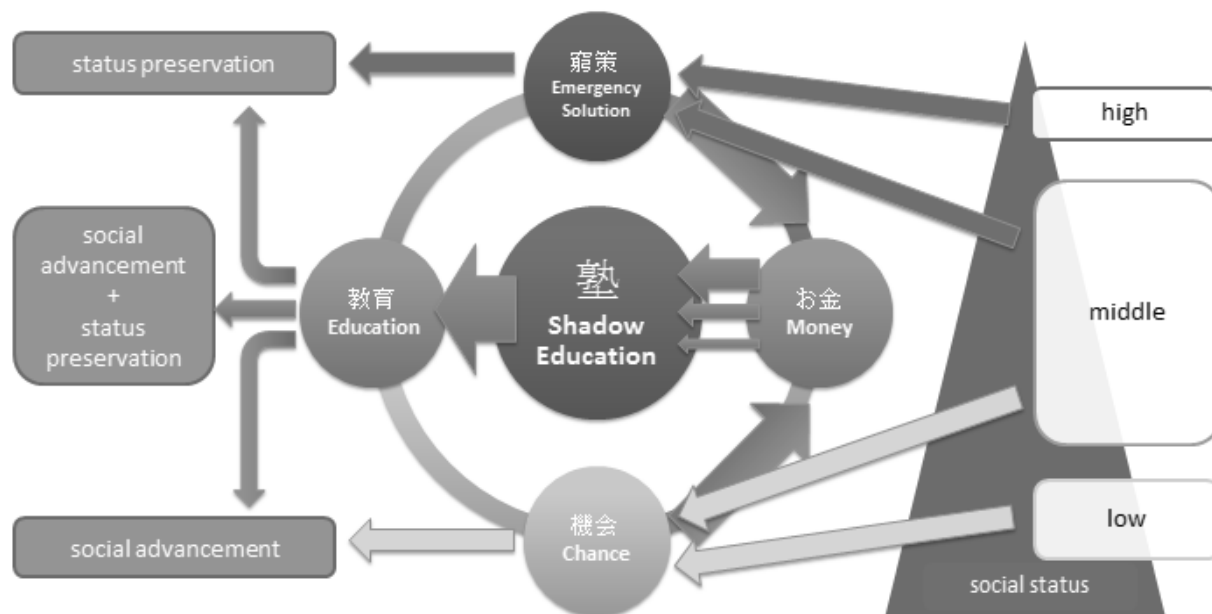 status preservation
窮策
Emergency
Solution
high
social
advancement
+
status
preservation
教育
Education
塾
Shadow
Education
お金
Money
middle
social advancement
機会
Chance
low
social status